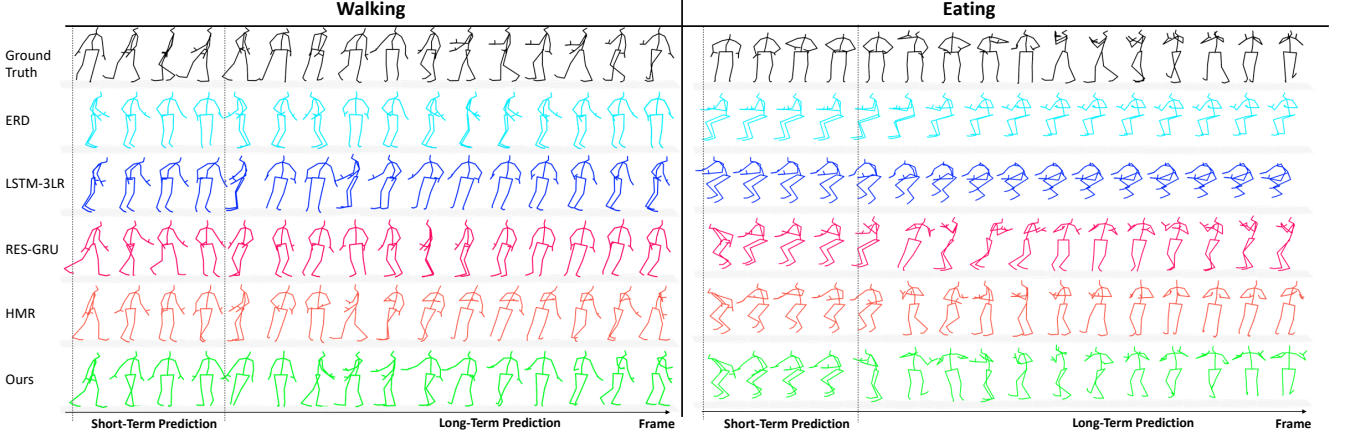 Walking
Eating
Ground
Truth
ERD
LSTM-3LR
RES-GRU
HMR
Ours
Short-Term Prediction
Long-Term Prediction
Frame
Short-Term Prediction
Long-Term Prediction
Frame